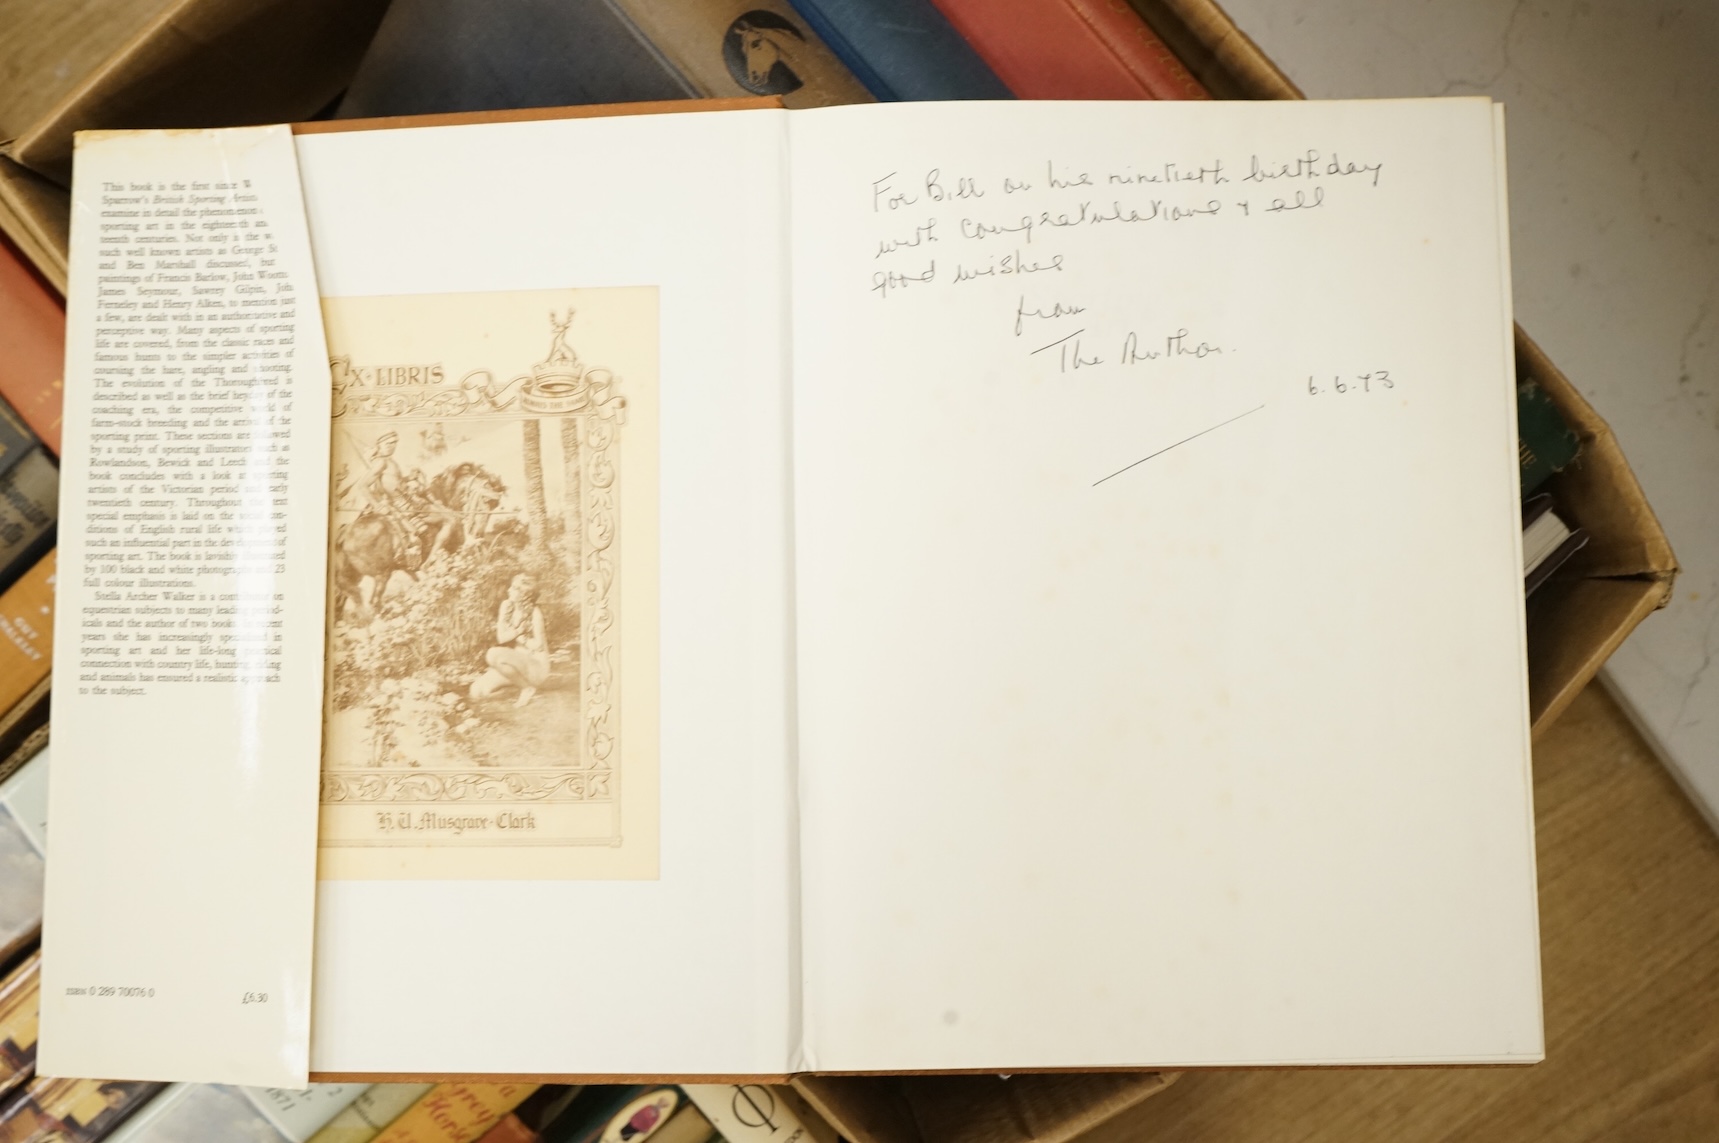 This book is the first since W
Sparrow's British Sporting Artists
examine in detail the phenomenon
sporting art in the eighteenth an
teenth centuries. Not only is the w
such well known artists as George St
and Ben Marshall discussed, but
paintings of Francis Barlow, John Woott
James Seymour, Sawrey Gilpin, Joh
Ferneley and Henry Alken, to mention just
a few, are dealt with in an authoritative and
perceptive way. Many aspects of sporting
life are covered, from the classic races and
famous hunts to the simpler activities of
coursing the hare, angling and shooting.
The evolution of the Thoroughbred is
described as well as the brief heyday of the
coaching era, the competitive world of
farm-stock breeding and the arrival of the
sporting print. These sections are followed
by a study of sporting illustrators such as
Rowlandson, Bewick and Leech and the
book concludes with a look at sporting
artists of the Victorian period and early
twentieth century. Throughout the text
special emphasis is laid on the social con-
ditions of English rural life which played
such an influential part in the development of
sporting art. The book is lavishly illustrated
by 100 black and white photographs and 25
full colour illustrations.
Stella Archer Walker is a contributor on
equestrian subjects to many leading period-
icals and the author of two books. In recent
years she has increasingly specialised in
sporting art and her life-long practical
connection with country life, hunting, riding
and animals has ensured a realistic approach
to the subject.
0 289 70076 0 £6.30
EX·LIBRIS
H. U. Musgrave-Clark
For Bill on his ninetieth birthday
with congratulations & all
good wishes
from
The Author.
6.6.73
GUY
THE
1871
grey
Horse